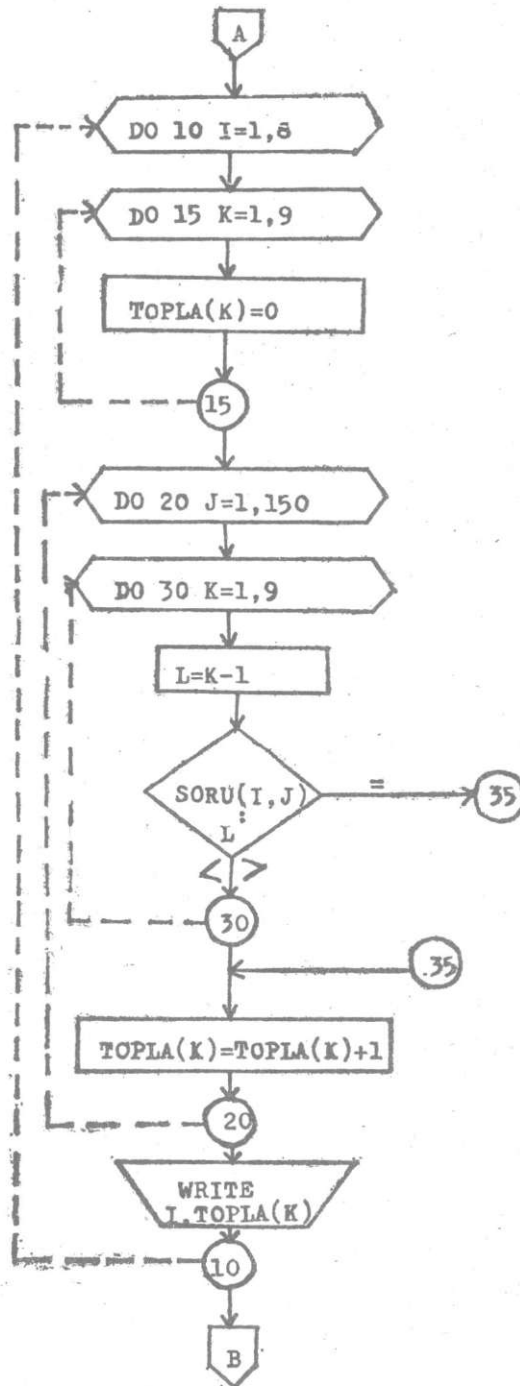 A
DO 10 I=1,8
DO 15 K=1,9
TOPLA(K)=0
15
DO 20 J=1,150
DO 30 K=1,9
L=K-1
SORU(I,J)
:
L
=
35
< >
30
35
TOPLA(K)=TOPLA(K)+1
20
WRITE
I.TOPLA(K)
10
B